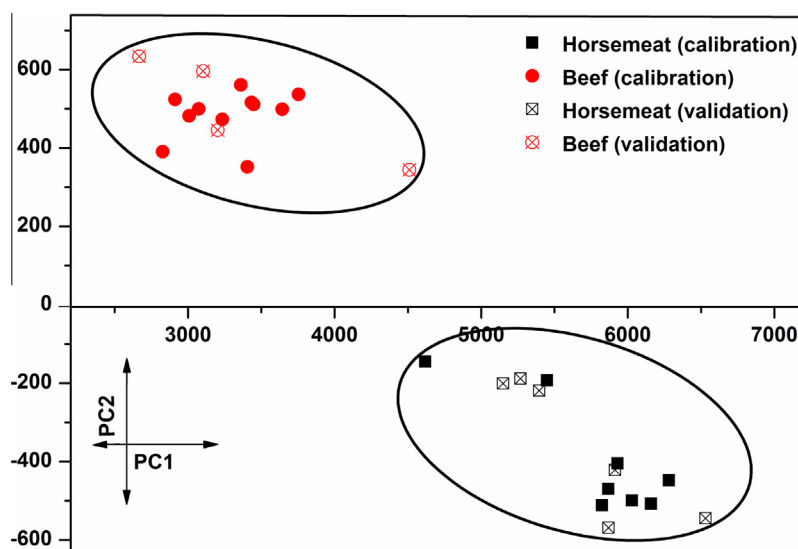 Horsemeat (calibration)
Beef (calibration)
Horsemeat (validation)
Beef (validation)
600
400
200
0
3000 4000 5000 6000 7000
-200
-400
-600
PC2
PC1